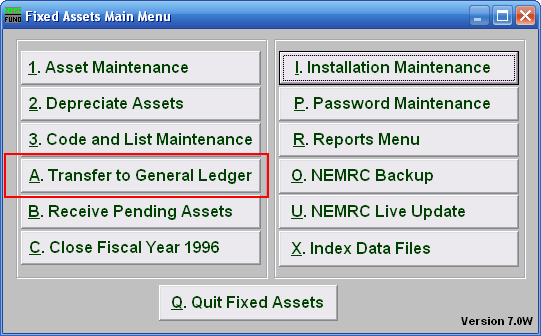 Fixed Assets Main Menu
FUND
1. Asset Maintenance
2. Depreciate Assets
3. Code and List Maintenance
A. Transfer to General Ledger
B. Receive Pending Assets
C. Close Fiscal Year 1996
I. Installation Maintenance
P. Password Maintenance
R. Reports Menu
O. NEMRC Backup
U. NEMRC Live Update
X. Index Data Files
Q. Quit Fixed Assets
Version 7.0W